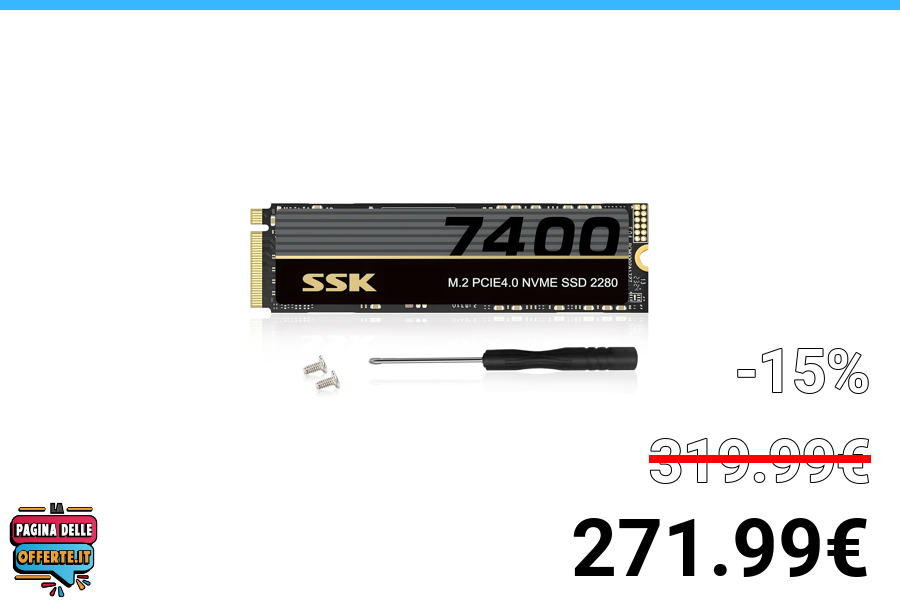 7400
SSK
M.2 PCIE4.0 NVME SSD 2280
-15%
319.99€
271.99€
LA
PAGINA DELLE
OFFERTE.IT